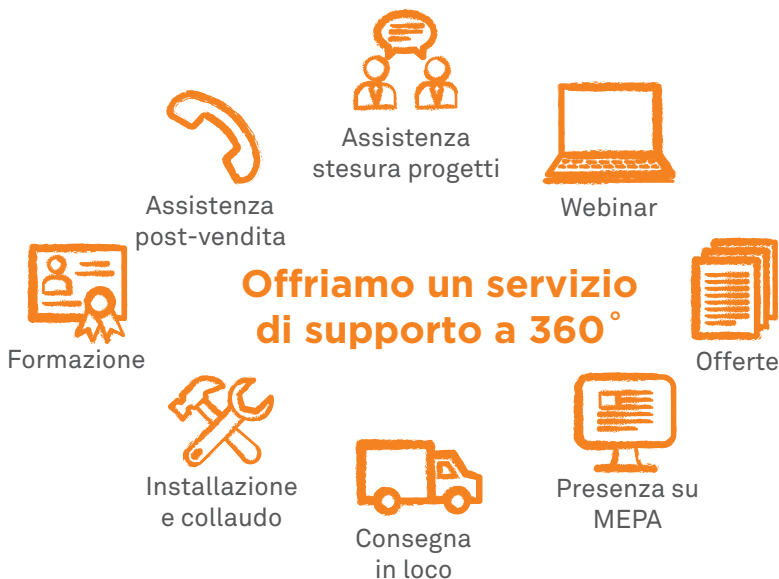 Assistenza
stesura progetti
Webinar
Assistenza
post-vendita
Offriamo un servizio
di supporto a 360°
Formazione
Offerte
Installazione
e collaudo
Consegna
in loco
Presenza su
MEPA